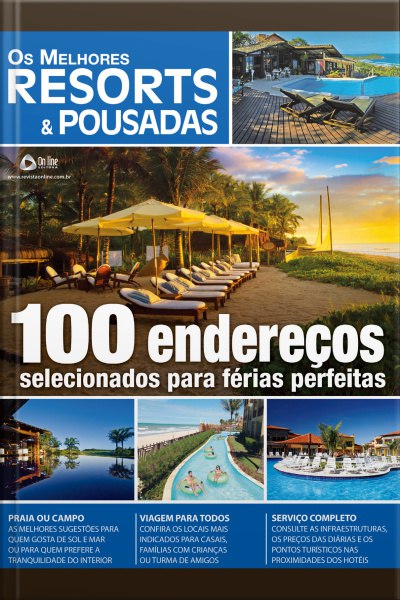 OS MELHORES
RESORTS
& POUSADAS
On line
EDITORA
www.revistaonline.com.br
100 endereços
selecionados para férias perfeitas
PRAIA OU CAMPO
AS MELHORES SUGESTÕES PARA
QUEM GOSTA DE SOL E MAR
OU PARA QUEM PREFERE A
TRANQUILIDADE DO INTERIOR
VIAGEM PARA TODOS
CONFIRA OS LOCAIS MAIS
INDICADOS PARA CASAIS,
FAMÍLIAS COM CRIANÇAS
OU TURMA DE AMIGOS
SERVIÇO COMPLETO
CONSULTE AS INFRAESTRUTURAS,
OS PREÇOS DAS DIÁRIAS E OS
PONTOS TURÍSTICOS NAS
PROXIMIDADES DOS HOTÉIS